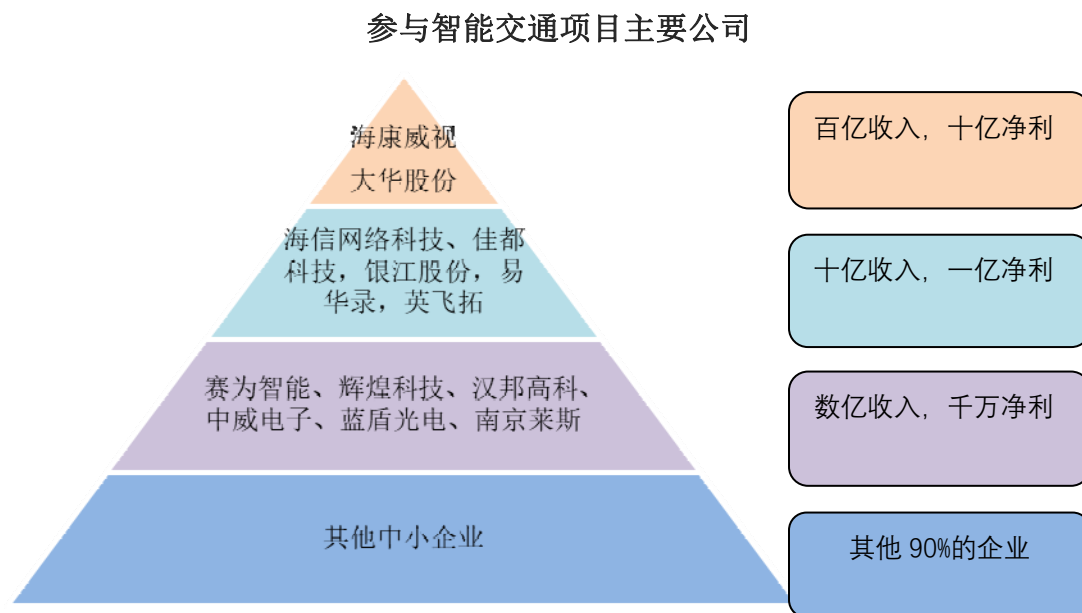 参与智能交通项目主要公司
海康威视
大华股份
百亿收入，十亿净利
海信网络科技、佳都
科技，银江股份，易
华录，英飞拓
十亿收入，一亿净利
赛为智能、辉煌科技、汉邦高科、
中威电子、蓝盾光电、南京莱斯
数亿收入，千万净利
其他中小企业
其他 90%的企业